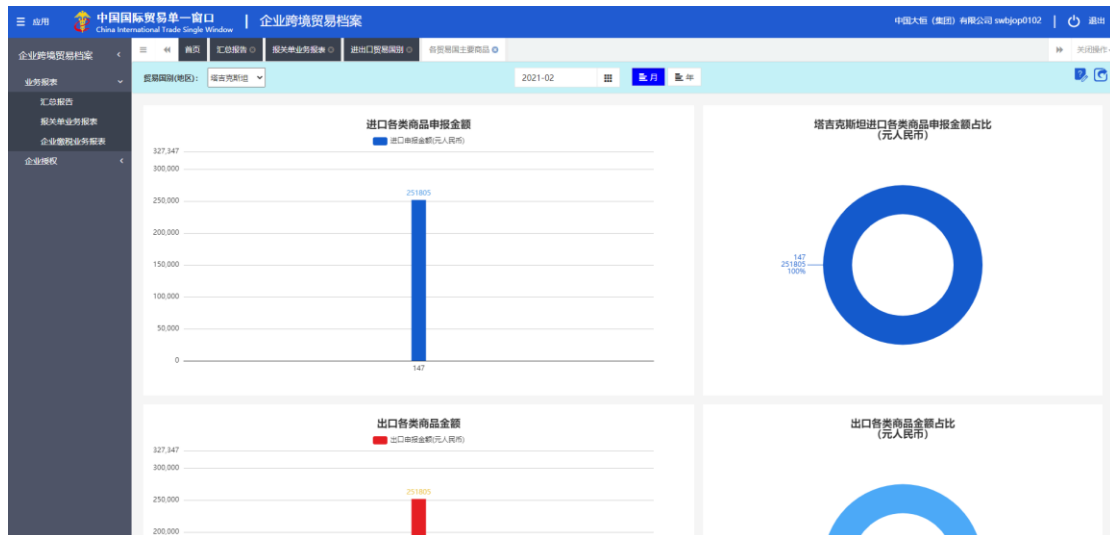 应用
中国国际贸易单一窗口
China International Trade Single Window
企业跨境贸易档案
中国大恒（集团）有限公司 swbjop0102
退出
企业跨境贸易档案
首页
汇总报告
报关单业务报表
进出口贸易国别
各贸易国主要商品
关闭操作
业务报表
汇总报告
报关单业务报表
企业缴税业务报表
企业授权
贸易国别(地区):
塔吉克斯坦
2021-02
月
年
进口各类商品申报金额
进口申报金额(元人民币)
327,347
300,000
250,000
200,000
150,000
100,000
50,000
0
251805
147
塔吉克斯坦进口各类商品申报金额占比
(元人民币)
147
251805
100%
出口各类商品金额
出口申报金额(元人民币)
327,347
300,000
250,000
200,000
251805
出口各类商品金额占比
(元人民币)